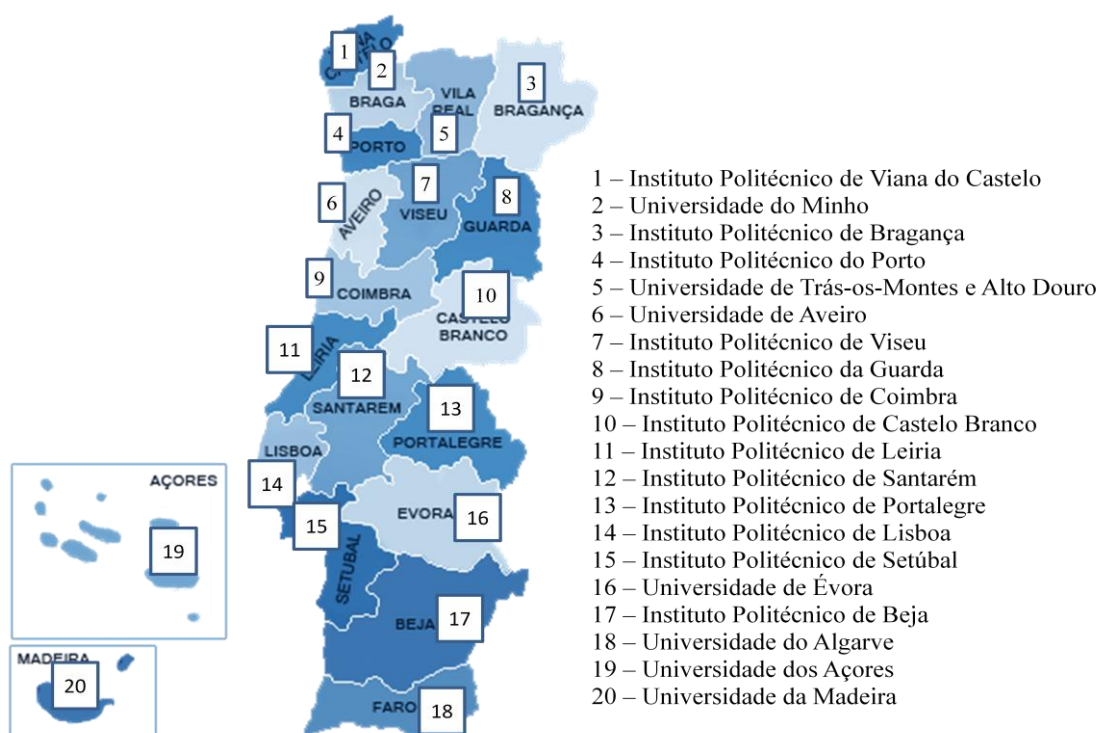 1
VIANA
CASTELO
2
BRAGA
VILA
REAL
3
BRAGANÇA
4
PORTO
5
6
AVEIRO
7
VISEU
8
GUARDA
9
COIMBRA
10
CASTELO
BRANCO
11
LEIRIA
12
SANTAREM
13
PORTALEGRE
LISBOA
14
15
SETUBAL
EVORA
16
BEJA
17
FARO
18
AÇORES
19
MADEIRA
20
1 – Instituto Politécnico de Viana do Castelo
2 – Universidade do Minho
3 – Instituto Politécnico de Bragança
4 – Instituto Politécnico do Porto
5 – Universidade de Trás-os-Montes e Alto Douro
6 – Universidade de Aveiro
7 – Instituto Politécnico de Viseu
8 – Instituto Politécnico da Guarda
9 – Instituto Politécnico de Coimbra
10 – Instituto Politécnico de Castelo Branco
11 – Instituto Politécnico de Leiria
12 – Instituto Politécnico de Santarém
13 – Instituto Politécnico de Portalegre
14 – Instituto Politécnico de Lisboa
15 – Instituto Politécnico de Setúbal
16 – Universidade de Évora
17 – Instituto Politécnico de Beja
18 – Universidade do Algarve
19 – Universidade dos Açores
20 – Universidade da Madeira